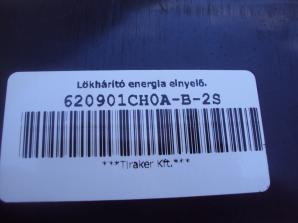 Lökhárító energia elnyelő.
620901CH0A-B-2S
***Tiraker Kft.***